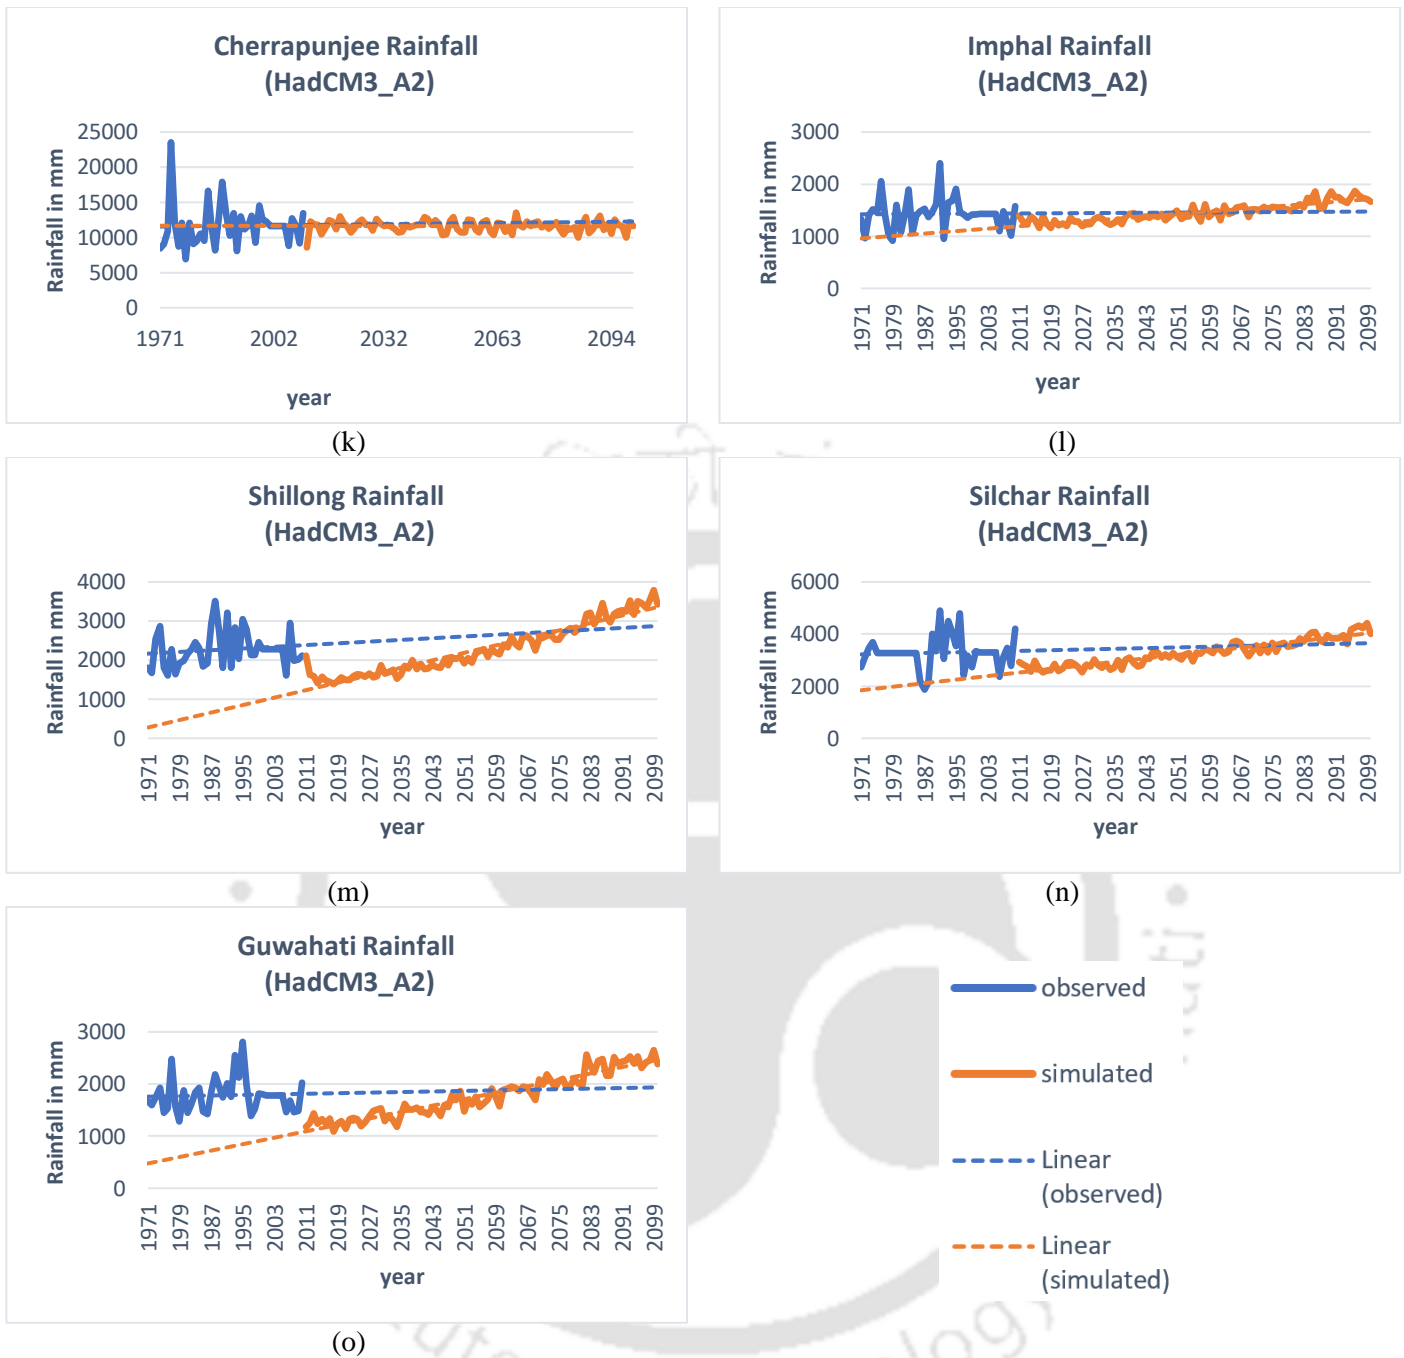 Cherrapunjee Rainfall
(HadCM3_A2)
Rainfall in mm
25000
20000
15000
10000
5000
0
1971 2002 2032 2063 2094
year
(k)
Imphal Rainfall
(HadCM3_A2)
Rainfall in mm
3000
2000
1000
0
1971 1979 1987 1995 2003 2011 2019 2027 2035 2043 2051 2059 2067 2075 2083 2091 2099
year
(l)
Shillong Rainfall
(HadCM3_A2)
Rainfall in mm
4000
3000
2000
1000
0
1971 1979 1987 1995 2003 2011 2019 2027 2035 2043 2051 2059 2067 2075 2083 2091 2099
year
(m)
Silchar Rainfall
(HadCM3_A2)
Rainfall in mm
6000
4000
2000
0
1971 1979 1987 1995 2003 2011 2019 2027 2035 2043 2051 2059 2067 2075 2083 2091 2099
year
(n)
Guwahati Rainfall
(HadCM3_A2)
Rainfall in mm
3000
2000
1000
0
1971 1979 1987 1995 2003 2011 2019 2027 2035 2043 2051 2059 2067 2075 2083 2091 2099
year
(o)
observed
simulated
Linear
(observed)
Linear
(simulated)